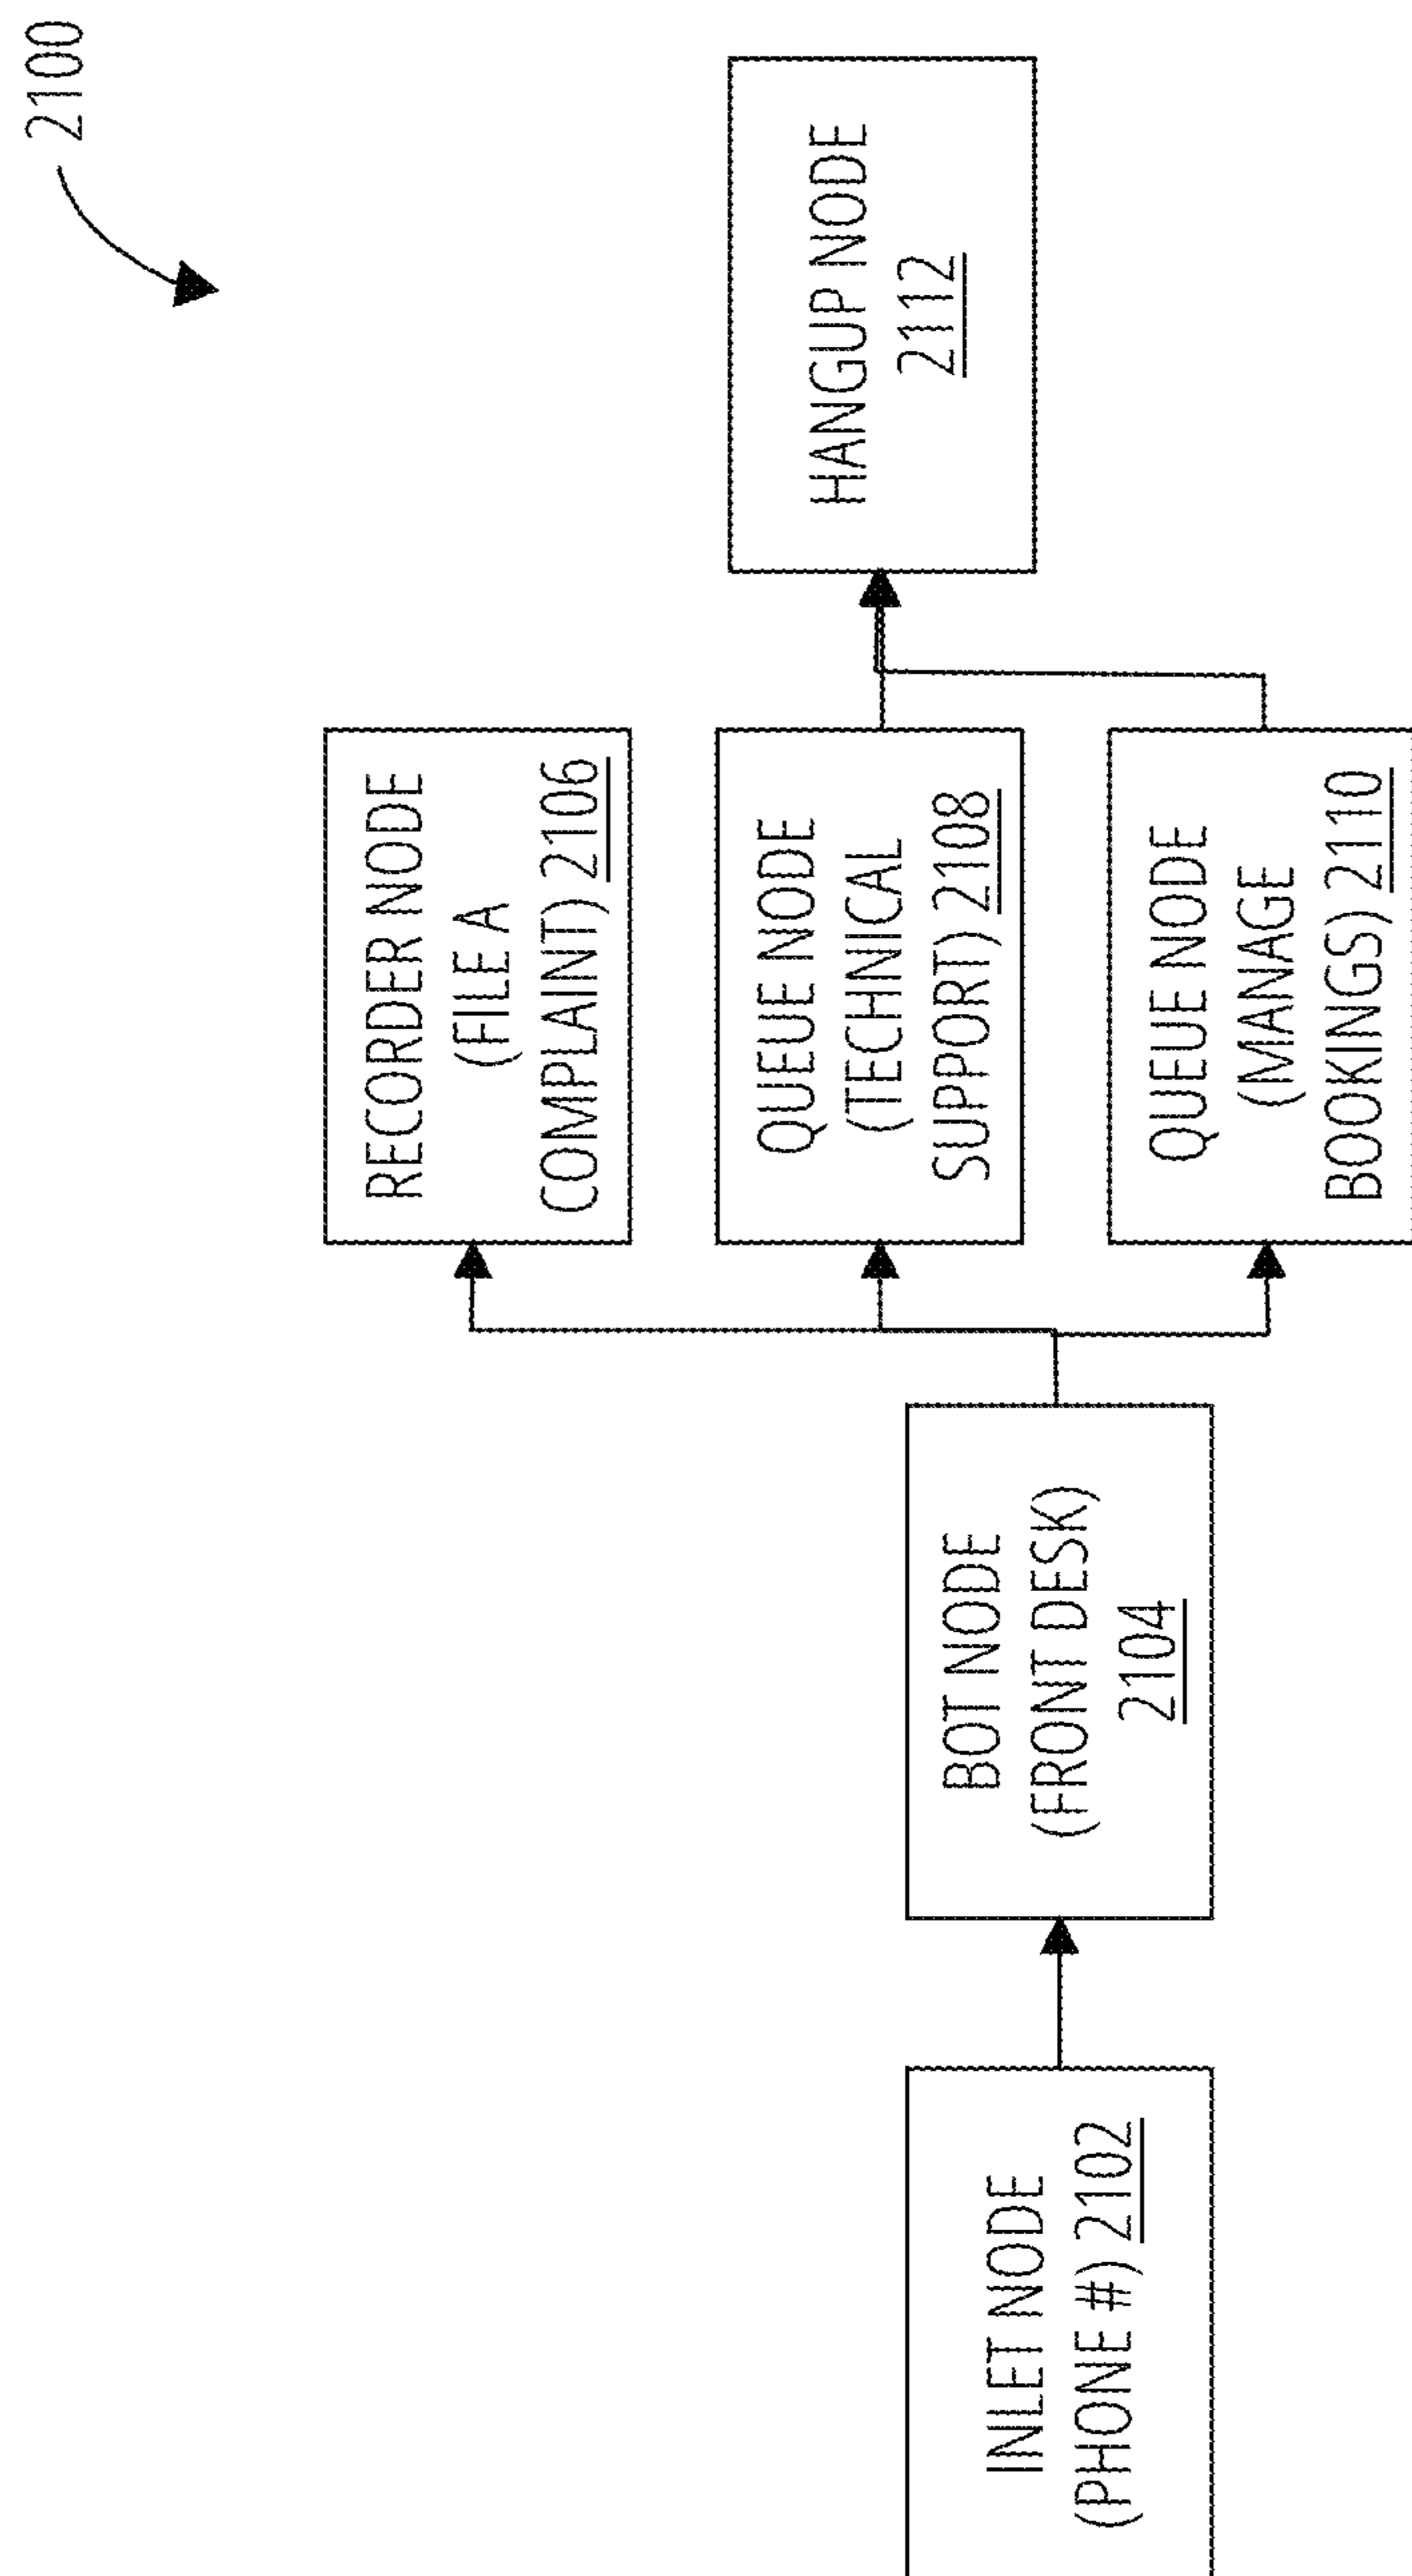 2100
INLET NODE
(PHONE #) 2102
BOT NODE
(FRONT DESK)
2104
RECORDER NODE
(FILE A
COMPLAINT) 2106
QUEUE NODE
(TECHNICAL
SUPPORT) 2108
QUEUE NODE
(MANAGE
BOOKINGS) 2110
HANGUP NODE
2112